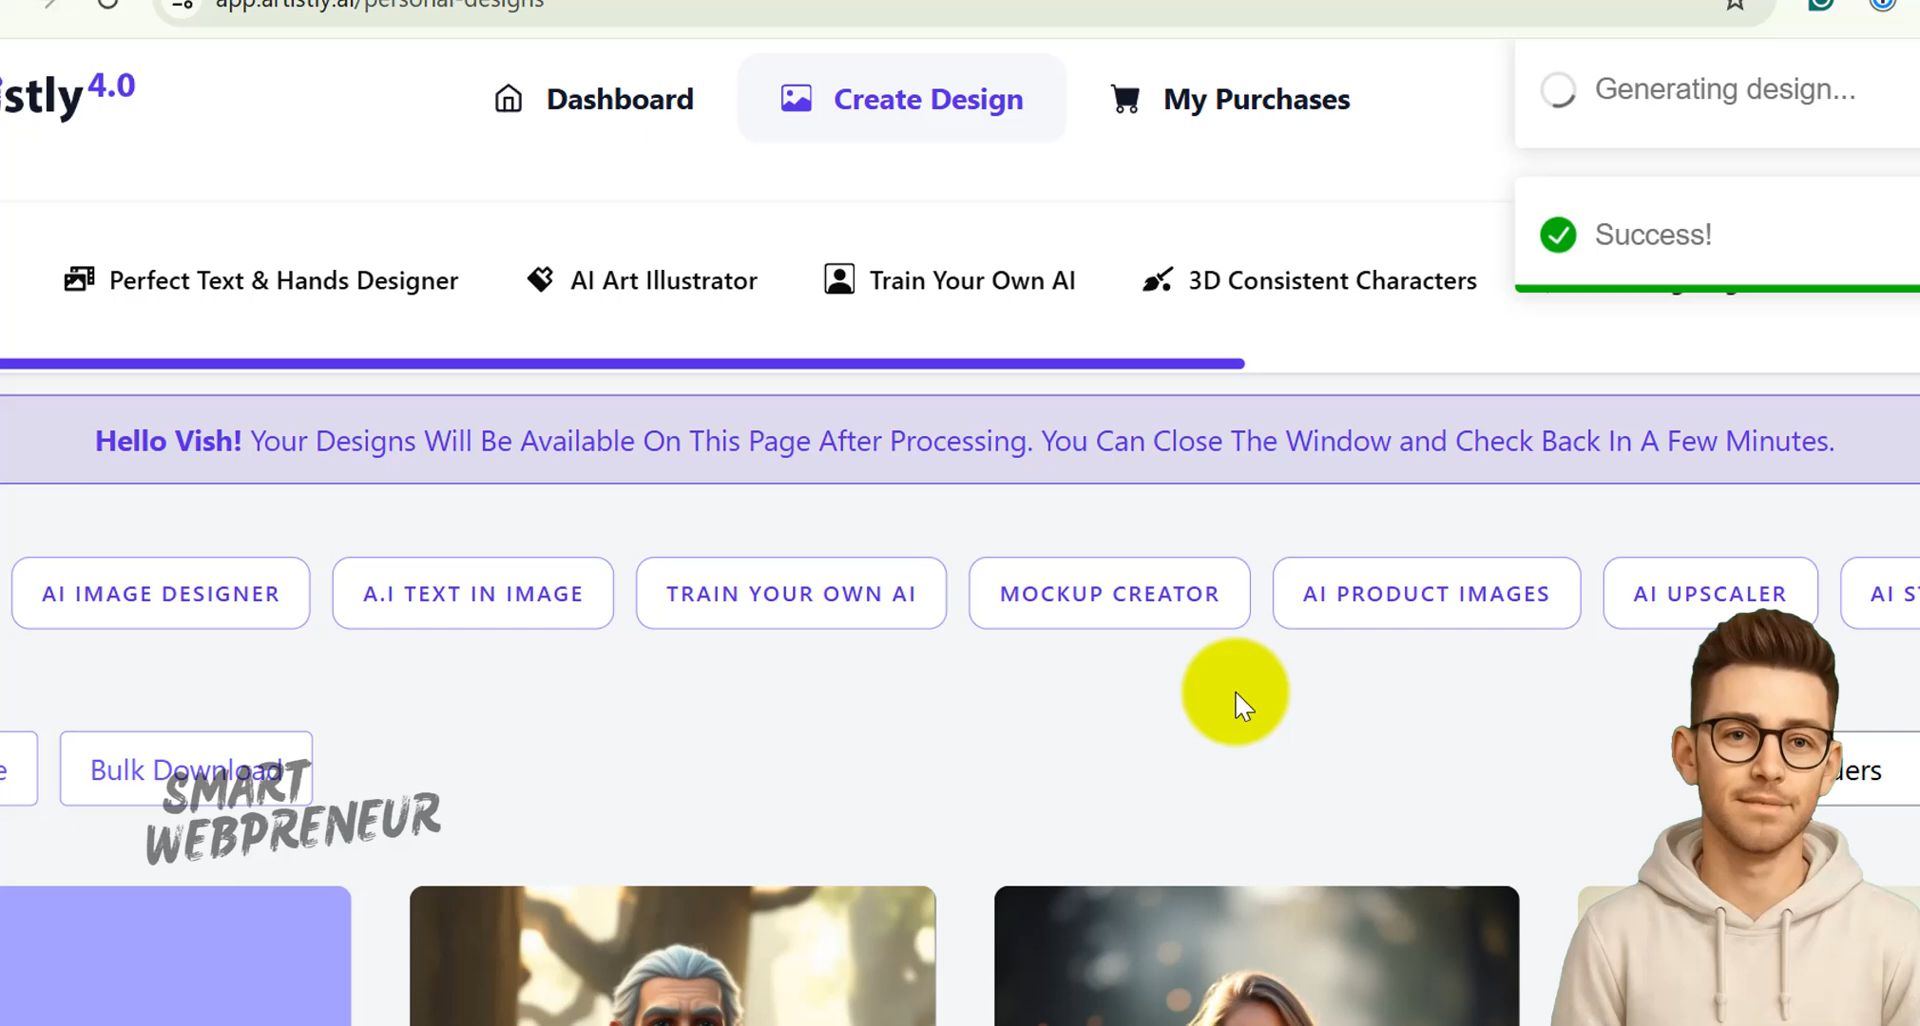 app.artistly.ai/personal-designs
istly 4.0
Dashboard
Create Design
My Purchases
Generating design...
Success!
Perfect Text & Hands Designer
AI Art Illustrator
Train Your Own AI
3D Consistent Characters
Hello Vish! Your Designs Will Be Available On This Page After Processing. You Can Close The Window and Check Back In A Few Minutes.
AI IMAGE DESIGNER
A.I TEXT IN IMAGE
TRAIN YOUR OWN AI
MOCKUP CREATOR
AI PRODUCT IMAGES
AI UPSCALER
AI S
Bulk Download
ders
SMART
WEBPRENEUR